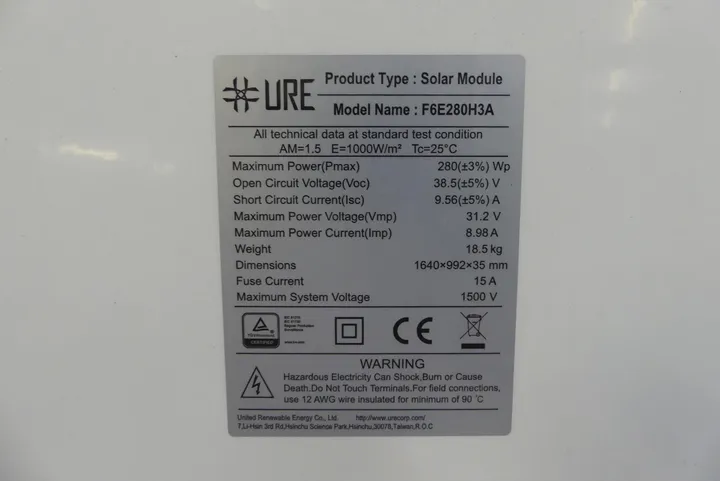 URE
Product Type : Solar Module
Model Name : F6E280H3A
All technical data at standard test condition
AM=1.5 E=1000W/m² Tc=25°C
Maximum Power(Pmax) 280(±3%) Wp
Open Circuit Voltage(Voc) 38.5(±5%) V
Short Circuit Current(Isc) 9.56(±5%) A
Maximum Power Voltage(Vmp) 31.2 V
Maximum Power Current(Imp) 8.98 A
Weight 18.5 kg
Dimensions 1640×992×35 mm
Fuse Current 15 A
Maximum System Voltage 1500 V
CERTIFIED
CE
WARNING
Hazardous Electricity Can Shock,Burn or Cause
Death.Do Not Touch Terminals.For field connections,
use 12 AWG wire insulated for minimum of 90 ℃
United Renewable Energy Co., Ltd. http://www.urecorp.com/
7,Li-Hsin 3rd Rd,Hsinchu Science Park,Hsinchu,30078,Taiwan,R.O.C